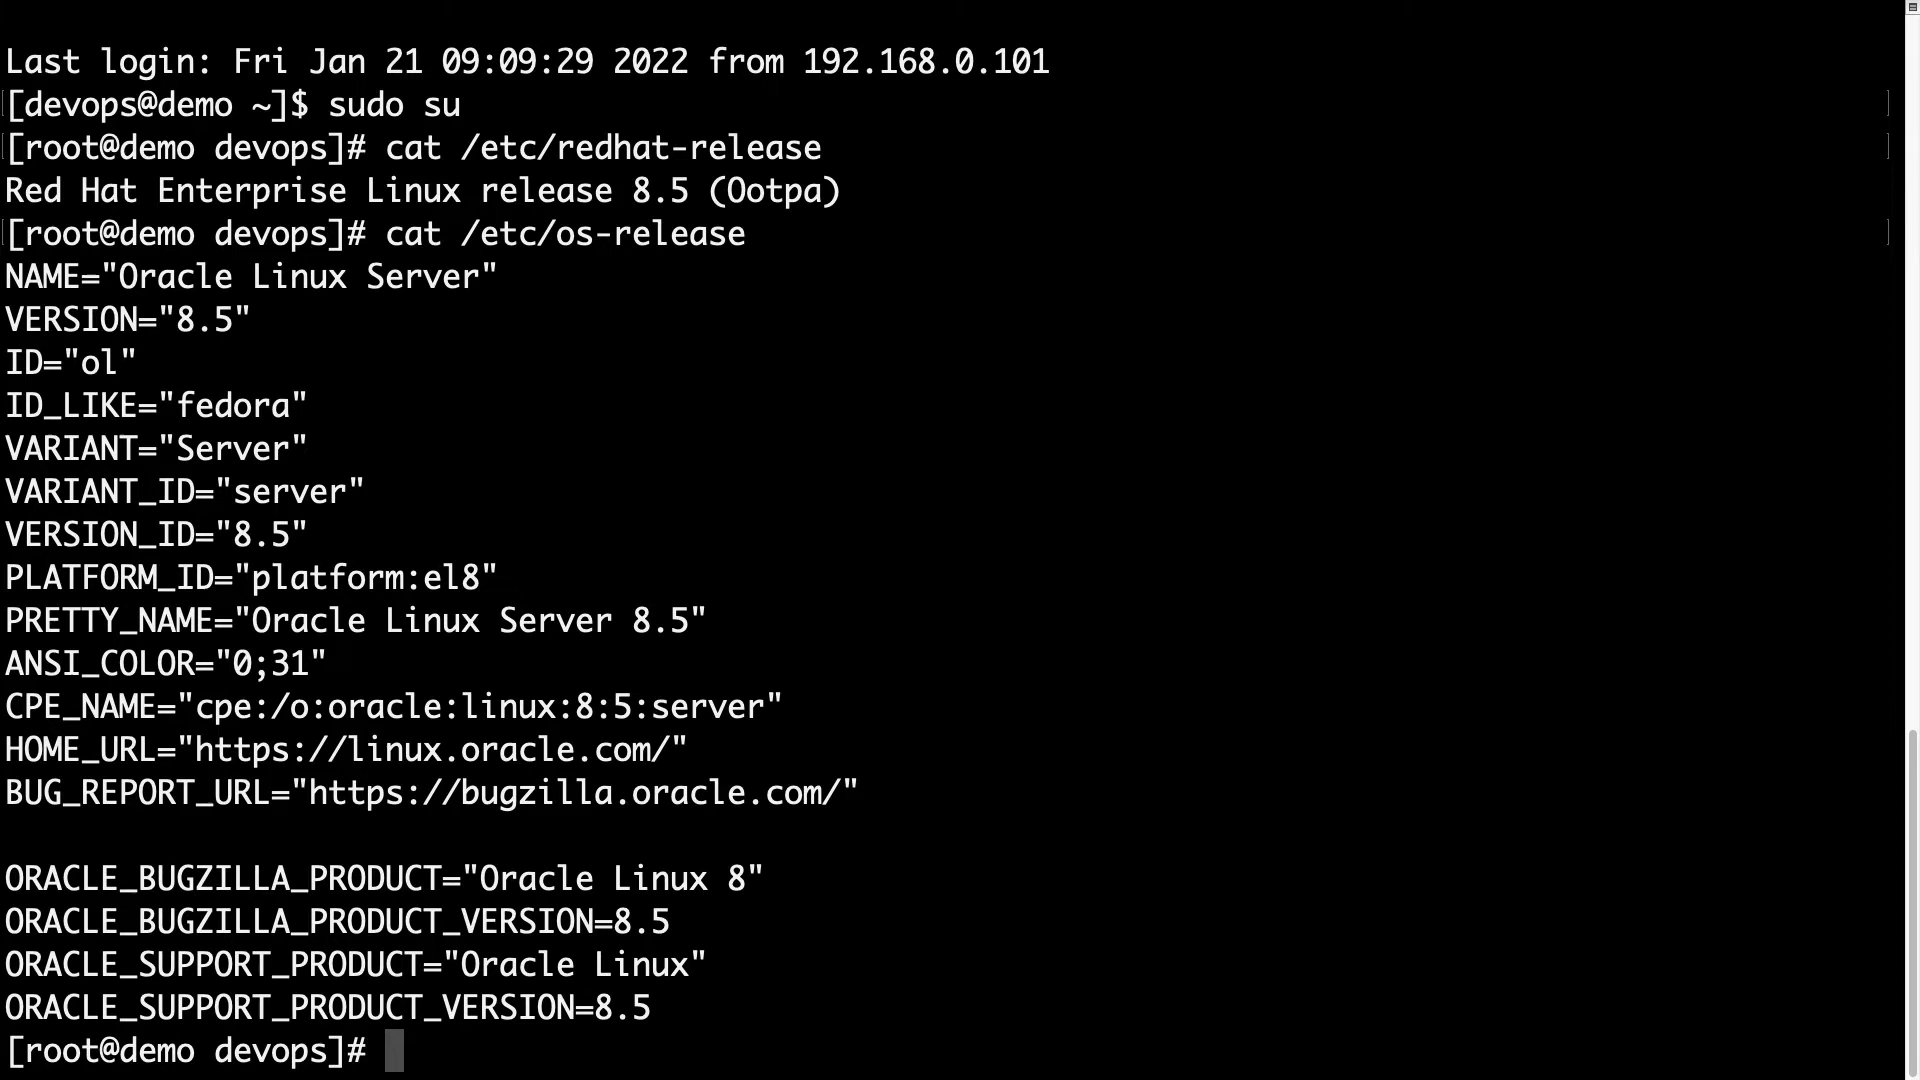 Last login: Fri Jan 21 09:09:29 2022 from 192.168.0.101
[devops@demo ~]$ sudo su
[root@demo devops]# cat /etc/redhat-release
Red Hat Enterprise Linux release 8.5 (Ootpa)
[root@demo devops]# cat /etc/os-release
NAME="Oracle Linux Server"
VERSION="8.5"
ID="ol"
ID_LIKE="fedora"
VARIANT="Server"
VARIANT_ID="server"
VERSION_ID="8.5"
PLATFORM_ID="platform:el8"
PRETTY_NAME="Oracle Linux Server 8.5"
ANSI_COLOR="0;31"
CPE_NAME="cpe:/o:oracle:linux:8:5:server"
HOME_URL="https://linux.oracle.com/"
BUG_REPORT_URL="https://bugzilla.oracle.com/"

ORACLE_BUGZILLA_PRODUCT="Oracle Linux 8"
ORACLE_BUGZILLA_PRODUCT_VERSION=8.5
ORACLE_SUPPORT_PRODUCT="Oracle Linux"
ORACLE_SUPPORT_PRODUCT_VERSION=8.5
[root@demo devops]#